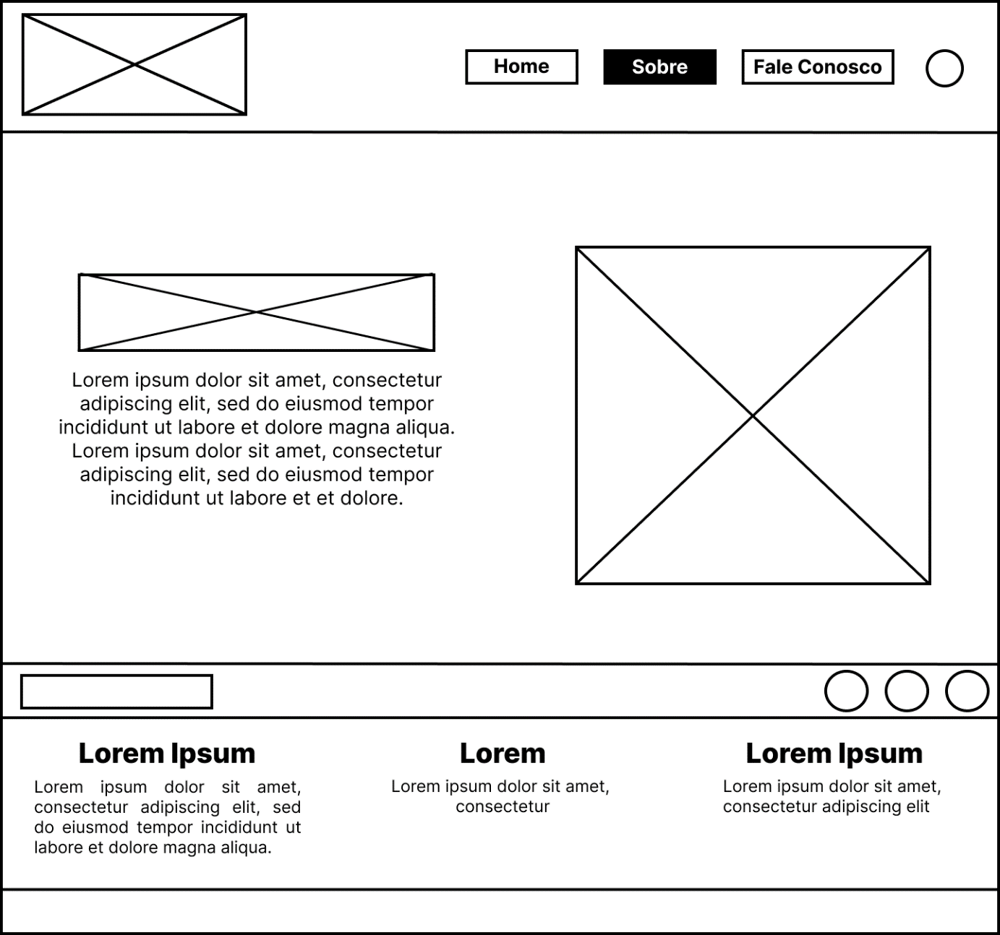 Home
Sobre
Fale Conosco
Lorem ipsum dolor sit amet, consectetur
adipiscing elit, sed do eiusmod tempor
incididunt ut labore et dolore magna aliqua.
Lorem ipsum dolor sit amet, consectetur
adipiscing elit, sed do eiusmod tempor
incididunt ut labore et et dolore.
Lorem Ipsum
Lorem ipsum dolor sit amet,
consectetur adipiscing elit, sed
do eiusmod tempor incididunt ut
labore et dolore magna aliqua.
Lorem
Lorem ipsum dolor sit amet,
consectetur
Lorem Ipsum
Lorem ipsum dolor sit amet,
consectetur adipiscing elit